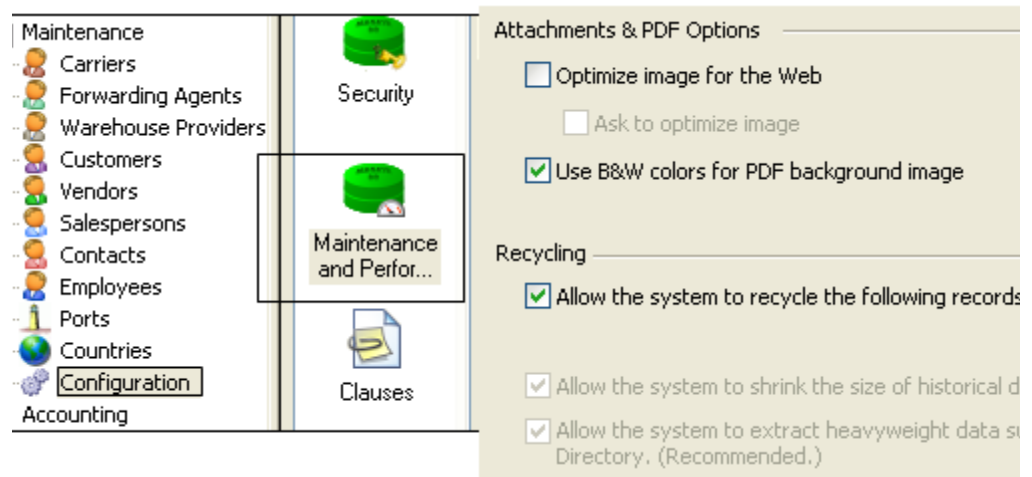 Maintenance
Carriers
Forwarding Agents
Warehouse Providers
Customers
Vendors
Salespersons
Contacts
Employees
Ports
Countries
Configuration
Accounting
Security
Maintenance
and Perfor...
Clauses
Attachments & PDF Options
Optimize image for the Web
Ask to optimize image
Use B&W colors for PDF background image
Recycling
Allow the system to recycle the following records
Allow the system to shrink the size of historical d
Allow the system to extract heavyweight data su
Directory. (Recommended.)